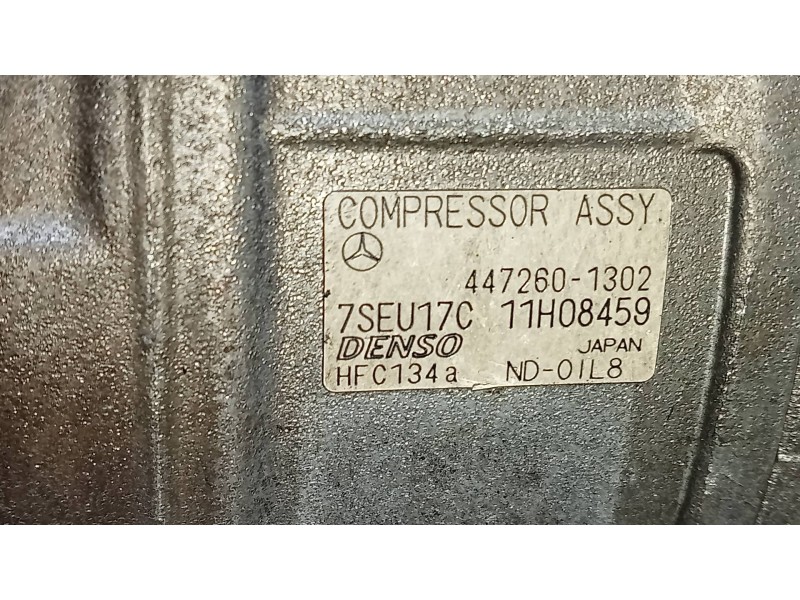 COMPRESSOR ASSY.
447260-1302
7SEU17C 11H08459
DENSO JAPAN
HFC134a ND-OIL8